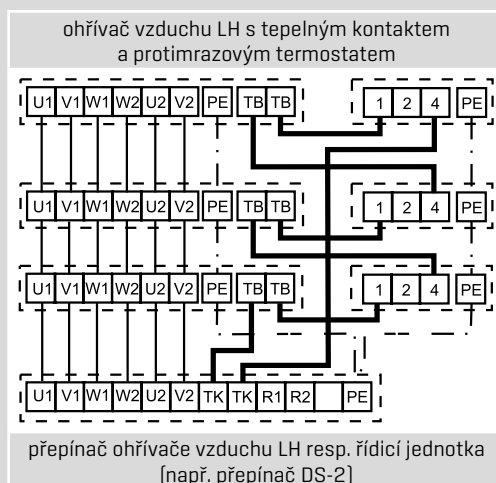 ohřívač vzduchu LH s tepelným kontaktem
a protimrazovým termostatem
U1 V1 W1 W2 U2 V2 PE TB TB 1 2 4 PE
U1 V1 W1 W2 U2 V2 PE TB TB 1 2 4 PE
U1 V1 W1 W2 U2 V2 PE TB TB 1 2 4 PE
U1 V1 W1 W2 U2 V2 TK TK R1 R2 PE
přepínač ohřívače vzduchu LH resp. řídicí jednotka
(např. přepínač DS-2)